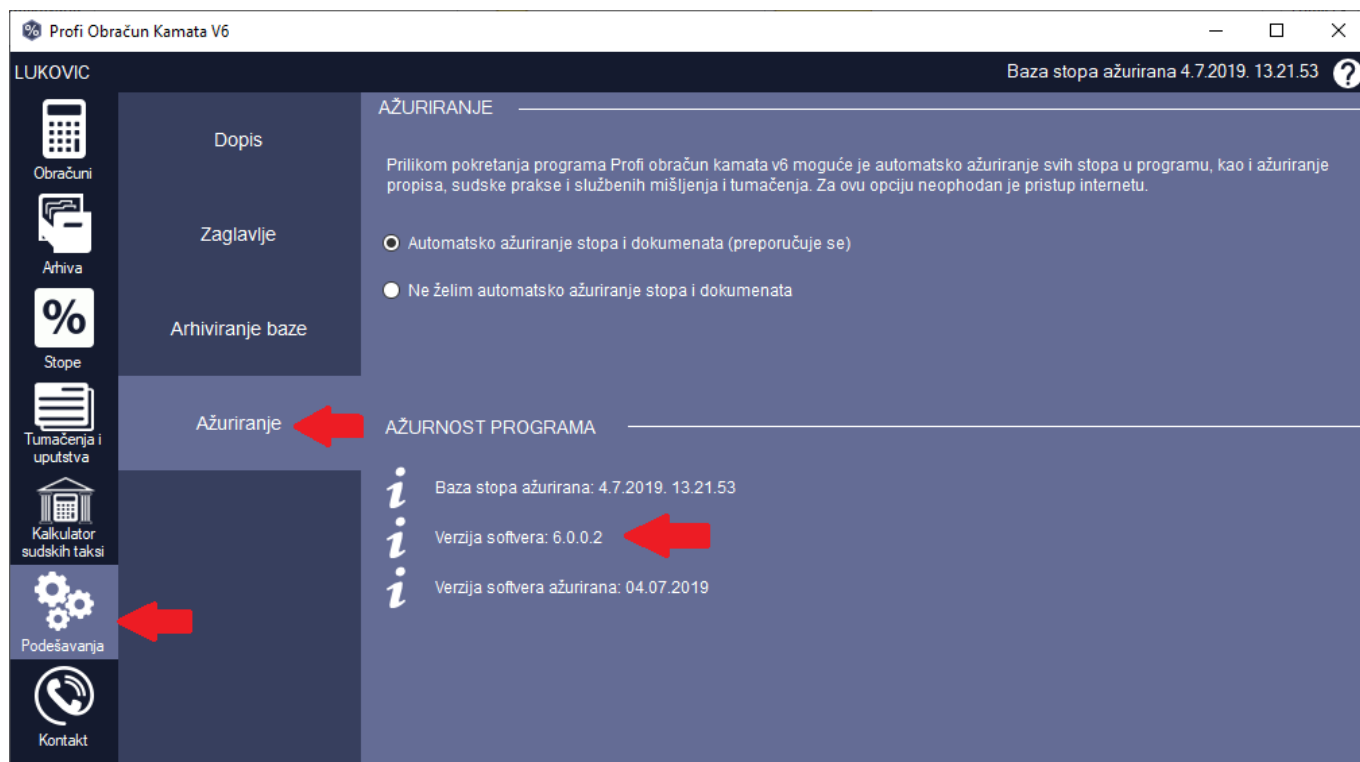 Profi Obračun Kamata V6
LUKOVIC
Baza stopa ažurirana 4.7.2019. 13.21.53
?
Obračuni
Arhiva
%
Stope
Tumačenja i
uputstva
Kalkulator
sudskih taksi
Podešavanja
Kontakt
Dopis
Zaglavlje
Arhiviranje baze
Ažuriranje
AŽURIRANJE
Prilikom pokretanja programa Profi obračun kamata v6 moguće je automatsko ažuriranje svih stopa u programu, kao i ažuriranje
propisa, sudske prakse i službenih mišljenja i tumačenja. Za ovu opciju neophodan je pristup internetu.
Automatsko ažuriranje stopa i dokumenata (preporučuje se)
Ne želim automatsko ažuriranje stopa i dokumenata
AŽURNOST PROGRAMA
i Baza stopa ažurirana: 4.7.2019. 13.21.53
i Verzija softvera: 6.0.0.2
i Verzija softvera ažurirana: 04.07.2019